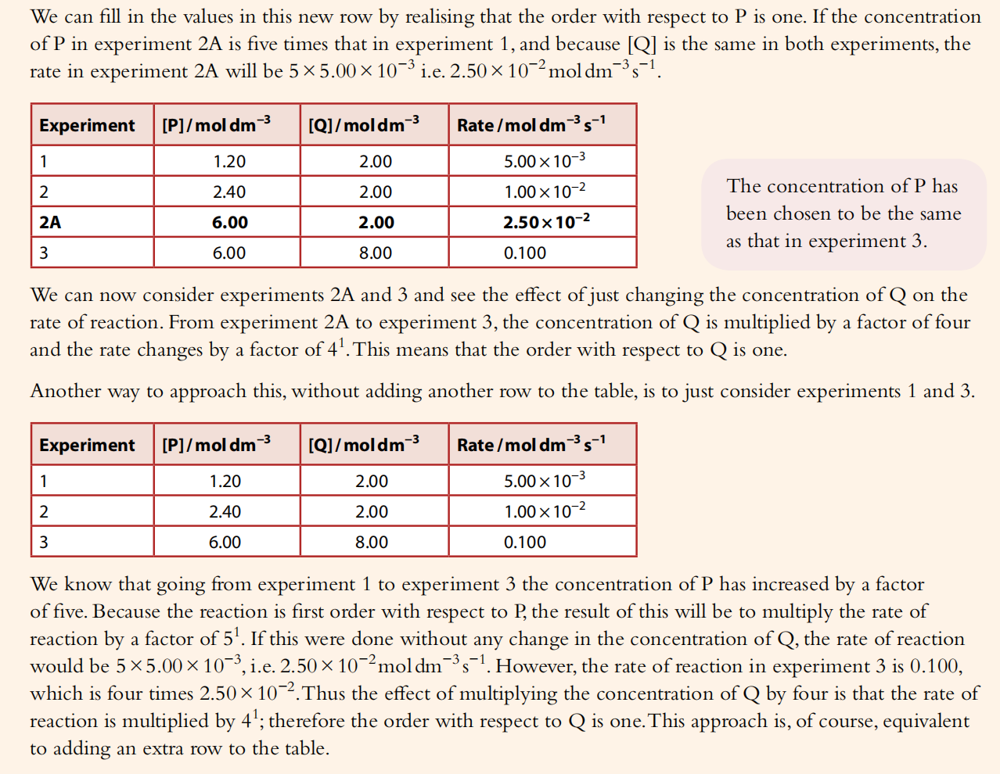 We can fill in the values in this new row by realising that the order with respect to P is one. If the concentration
of P in experiment 2A is five times that in experiment 1, and because [Q] is the same in both experiments, the
rate in experiment 2A will be 5 × 5.00 × 10⁻³ i.e. 2.50 × 10⁻² mol dm⁻³ s⁻¹.
Experiment [P] / mol dm⁻³ [Q] / mol dm⁻³ Rate / mol dm⁻³ s⁻¹
1 1.20 2.00 5.00 × 10⁻³
2 2.40 2.00 1.00 × 10⁻²
2A 6.00 2.00 2.50 × 10⁻²
3 6.00 8.00 0.100
The concentration of P has
been chosen to be the same
as that in experiment 3.
We can now consider experiments 2A and 3 and see the effect of just changing the concentration of Q on the
rate of reaction. From experiment 2A to experiment 3, the concentration of Q is multiplied by a factor of four
and the rate changes by a factor of 4¹. This means that the order with respect to Q is one.
Another way to approach this, without adding another row to the table, is to just consider experiments 1 and 3.
Experiment [P] / mol dm⁻³ [Q] / mol dm⁻³ Rate / mol dm⁻³ s⁻¹
1 1.20 2.00 5.00 × 10⁻³
2 2.40 2.00 1.00 × 10⁻²
3 6.00 8.00 0.100
We know that going from experiment 1 to experiment 3 the concentration of P has increased by a factor
of five. Because the reaction is first order with respect to P, the result of this will be to multiply the rate of
reaction by a factor of 5¹. If this were done without any change in the concentration of Q, the rate of reaction
would be 5 × 5.00 × 10⁻³, i.e. 2.50 × 10⁻² mol dm⁻³ s⁻¹. However, the rate of reaction in experiment 3 is 0.100,
which is four times 2.50 × 10⁻². Thus the effect of multiplying the concentration of Q by four is that the rate of
reaction is multiplied by 4¹; therefore the order with respect to Q is one. This approach is, of course, equivalent
to adding an extra row to the table.